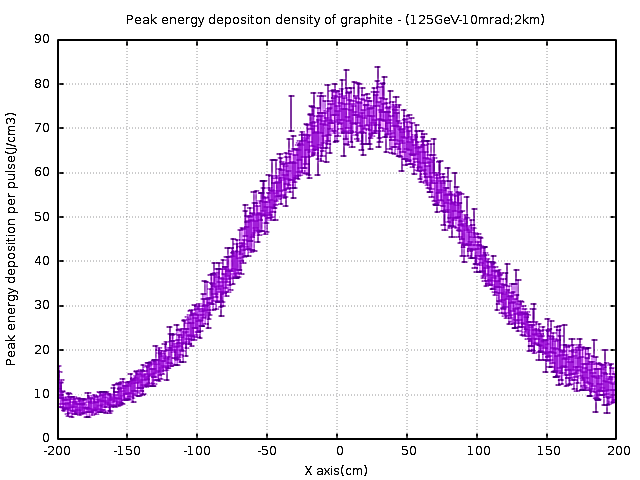 Peak energy depositon density of graphite - (125GeV-10mrad;2km)
90
80
70
60
50
40
30
20
10
0
Peak energy deposition per pulse(J/cm3)
-200 -150 -100 -50 0 50 100 150 200
X axis(cm)